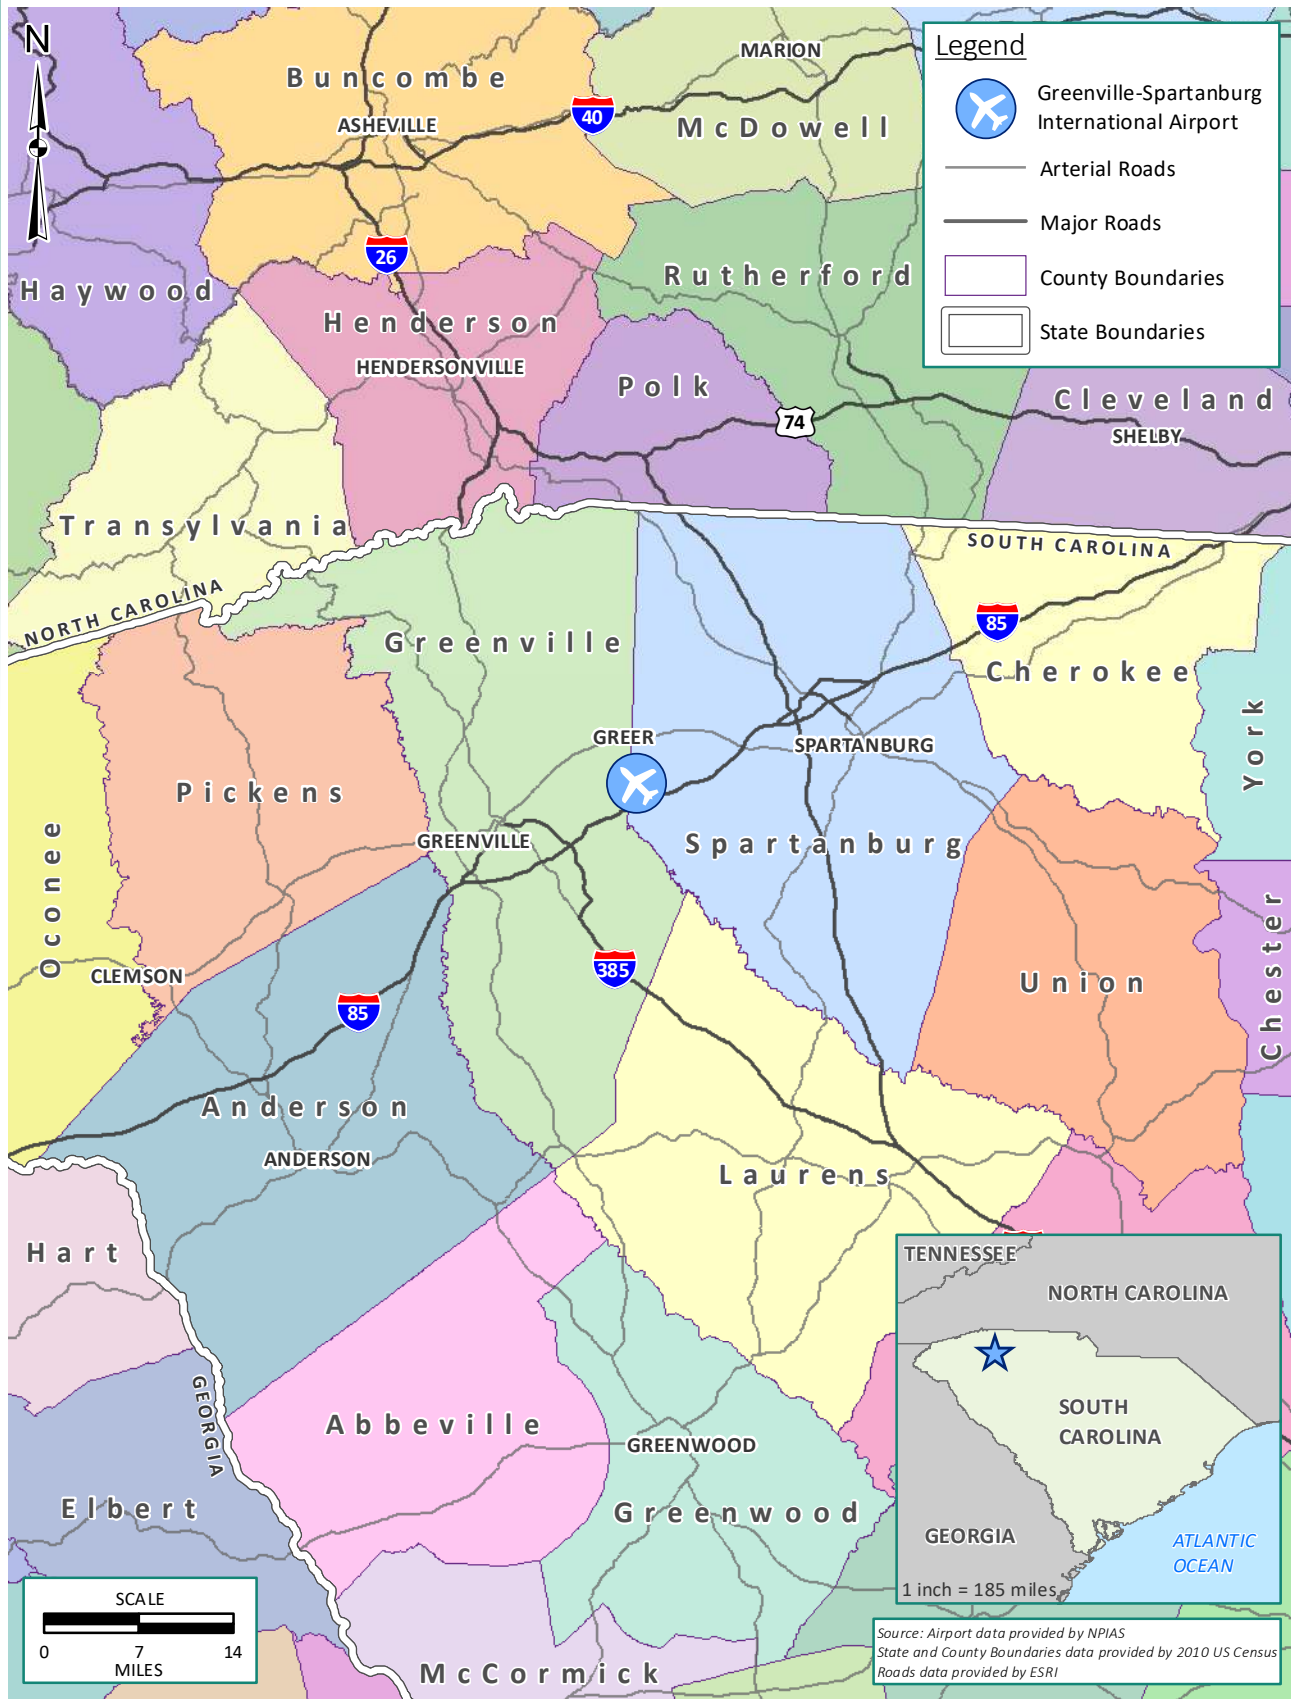 N
Buncombe
MARION
ASHEVILLE
40
McDowell
26
Haywood
Henderson
Rutherford
HENDERSONVILLE
Polk
74
Cleveland
SHELBY
Transylvania
SOUTH CAROLINA
NORTH CAROLINA
85
Greenville
Cherokee
York
GREER
SPARTANBURG
Pickens
GREENVILLE
Spartanburg
Oconee
CLEMSON
385
Union
Chester
85
Anderson
ANDERSON
Laurens
Hart
GEORGIA
Abbeville
GREENWOOD
Elbert
Greenwood
McCormick
Legend
Greenville-Spartanburg
International Airport
Arterial Roads
Major Roads
County Boundaries
State Boundaries
TENNESSEE
NORTH CAROLINA
SOUTH
CAROLINA
GEORGIA
ATLANTIC
OCEAN
1 inch = 185 miles
SCALE
0 7 14
MILES
Source: Airport data provided by NPIAS
State and County Boundaries data provided by 2010 US Census
Roads data provided by ESRI